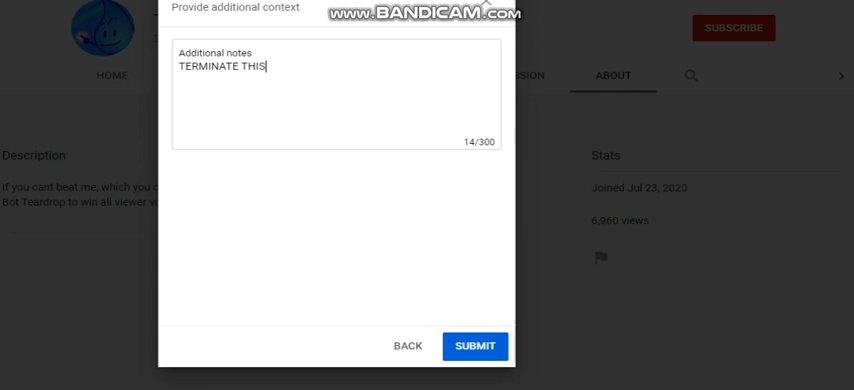 Provide additional context
www.BANDICAM.com
SUBSCRIBE
HOME
SSION
ABOUT
Additional notes
TERMINATE THIS
14/300
Description
Stats
If you cant beat me, which you c
Joined Jul 23, 2020
Bot Teardrop to win all viewer vo
6,960 views
BACK
SUBMIT